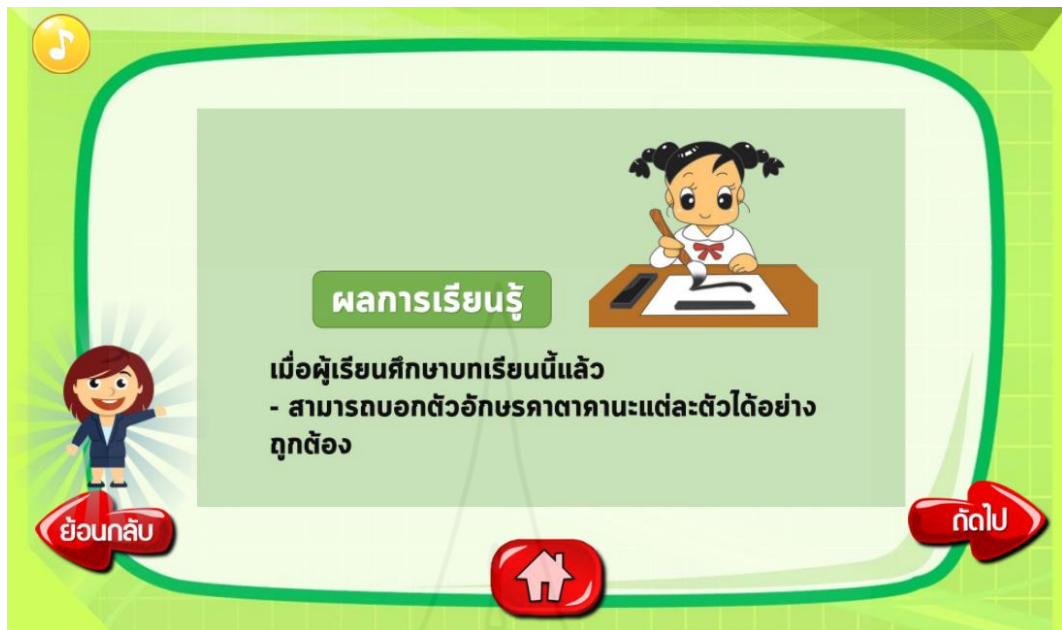 ผลการเรียนรู้
เมื่อผู้เรียนศึกษาบทเรียนนี้แล้ว
- สามารถบอกตัวอักษรคาตาคานะแต่ละตัวได้อย่าง
ถูกต้อง
ย้อนกลับ
ถัดไป